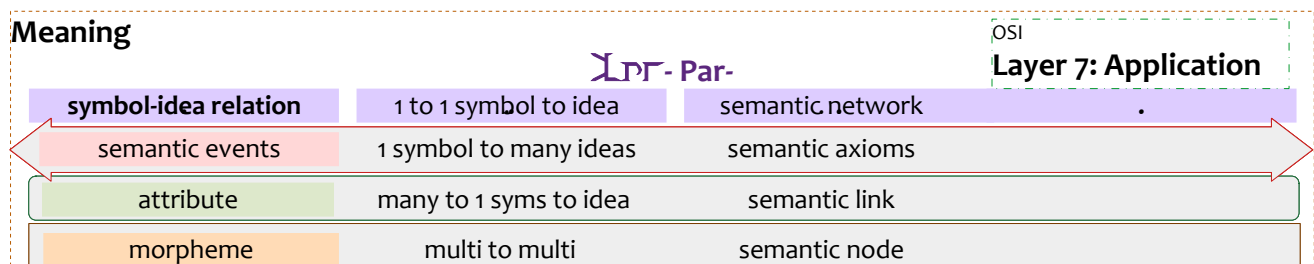 Meaning
OSI
- Par-
Layer 7: Application
symbol-idea relation 1 to 1 symbol to idea semantic network .
semantic events 1 symbol to many ideas semantic axioms
attribute many to 1 syms to idea semantic link
morpheme multi to multi semantic node